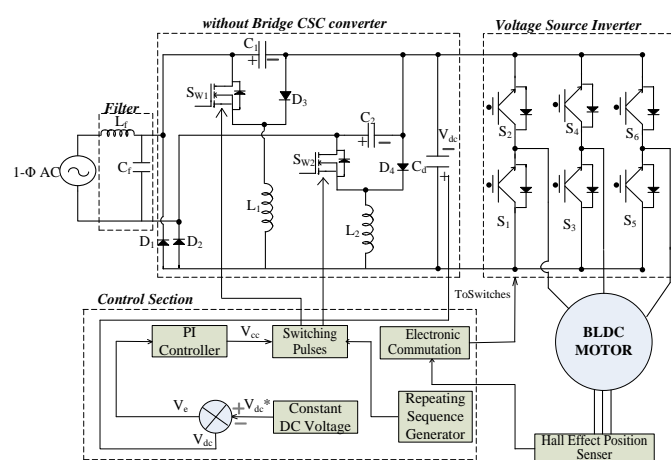 without Bridge CSC converter
Voltage Source Inverter
C1
+ −
SW1
D3
S2
S4
S6
Filter
Lf
C2
+ −
Vdc
−
SW2
Cf
1-Φ AC
D4
Cd
+
L1
L2
S1
S3
S5
D1
D2
ToSwitches
Control Section
PI
Controller
Vcc
Switching
Pulses
Electronic
Commutation
BLDC
MOTOR
Ve
+
−
Vdc*
Constant
DC Voltage
Repeating
Sequence
Generator
Vdc
Hall Effect Position
Senser